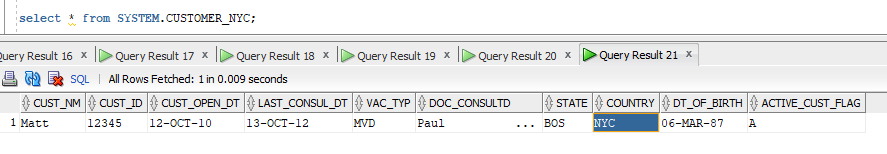 select * from SYSTEM.CUSTOMER_NYC;
Query Result 16 x Query Result 17 x Query Result 18 x Query Result 19 x Query Result 20 x Query Result 21 x
SQL | All Rows Fetched: 1 in 0.009 seconds
CUST_NM CUST_ID CUST_OPEN_DT LAST_CONSUL_DT VAC_TYP DOC_CONSULTD STATE COUNTRY DT_OF_BIRTH ACTIVE_CUST_FLAG
1 Matt 12345 12-OCT-10 13-OCT-12 MVD Paul ... BOS NYC 06-MAR-87 A